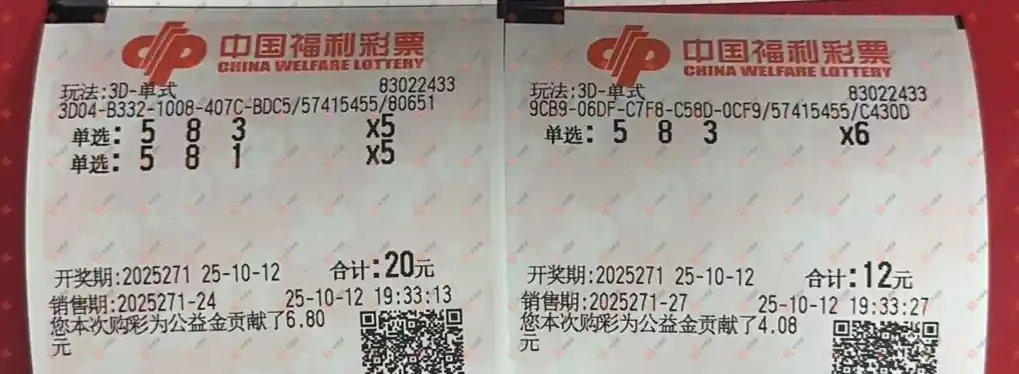 中国福利彩票
CHINA WELFARE LOTTERY
玩法:3D-单式 83022433
3D04-B332-1008-407C-BDC5/57415455/80651
单选: 5 8 3 x5
单选: 5 8 1 x5
开奖期:2025271 25-10-12 合计:20元
销售期:2025271-24 25-10-12 19:33:13
您本次购彩为公益金贡献了6.80
元
中国福利彩票
CHINA WELFARE LOTTERY
玩法:3D-单式 83022433
9CB9-06DF-C7F8-C58D-0CF9/57415455/C430D
单选: 5 8 3 x6
开奖期:2025271 25-10-12 合计:12元
销售期:2025271-27 25-10-12 19:33:27
您本次购彩为公益金贡献了4.08
元